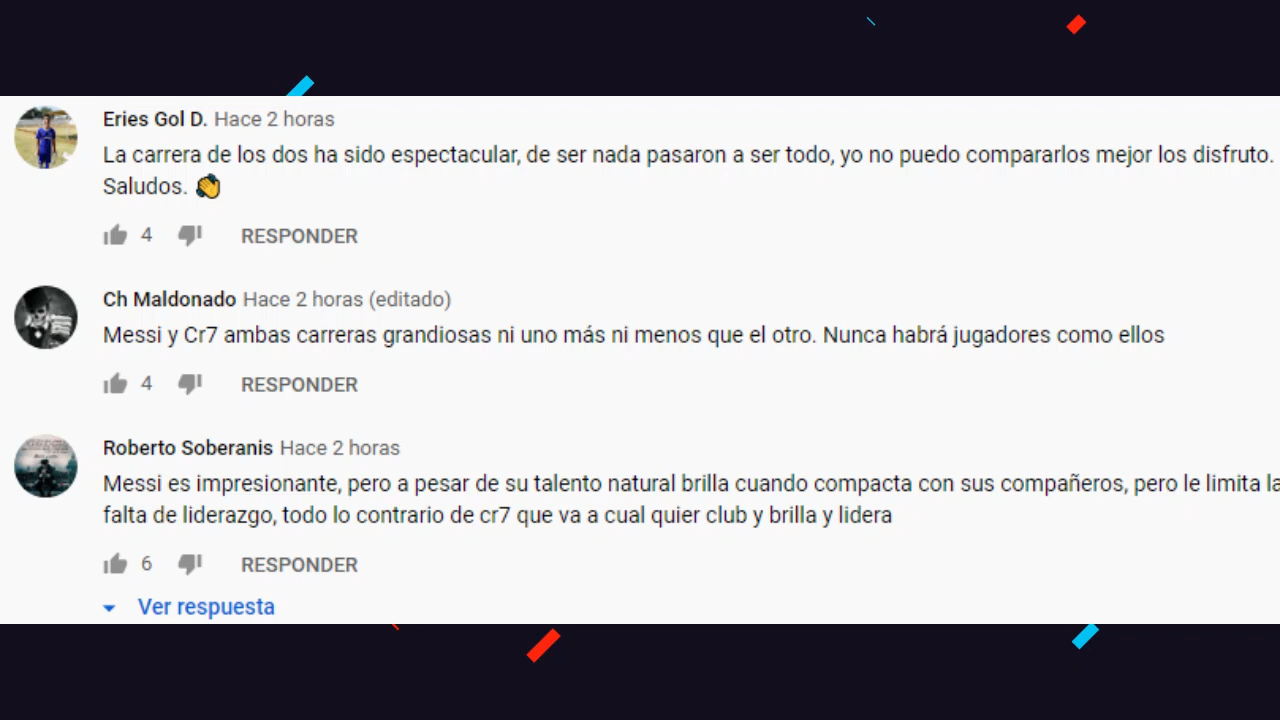 Eries Gol D. Hace 2 horas
La carrera de los dos ha sido espectacular, de ser nada pasaron a ser todo, yo no puedo compararlos mejor los disfruto.
Saludos. 👏
4 RESPONDER
Ch Maldonado Hace 2 horas (editado)
Messi y Cr7 ambas carreras grandiosas ni uno más ni menos que el otro. Nunca habrá jugadores como ellos
4 RESPONDER
Roberto Soberanis Hace 2 horas
Messi es impresionante, pero a pesar de su talento natural brilla cuando compacta con sus compañeros, pero le limita la
falta de liderazgo, todo lo contrario de cr7 que va a cual quier club y brilla y lidera
6 RESPONDER
Ver respuesta